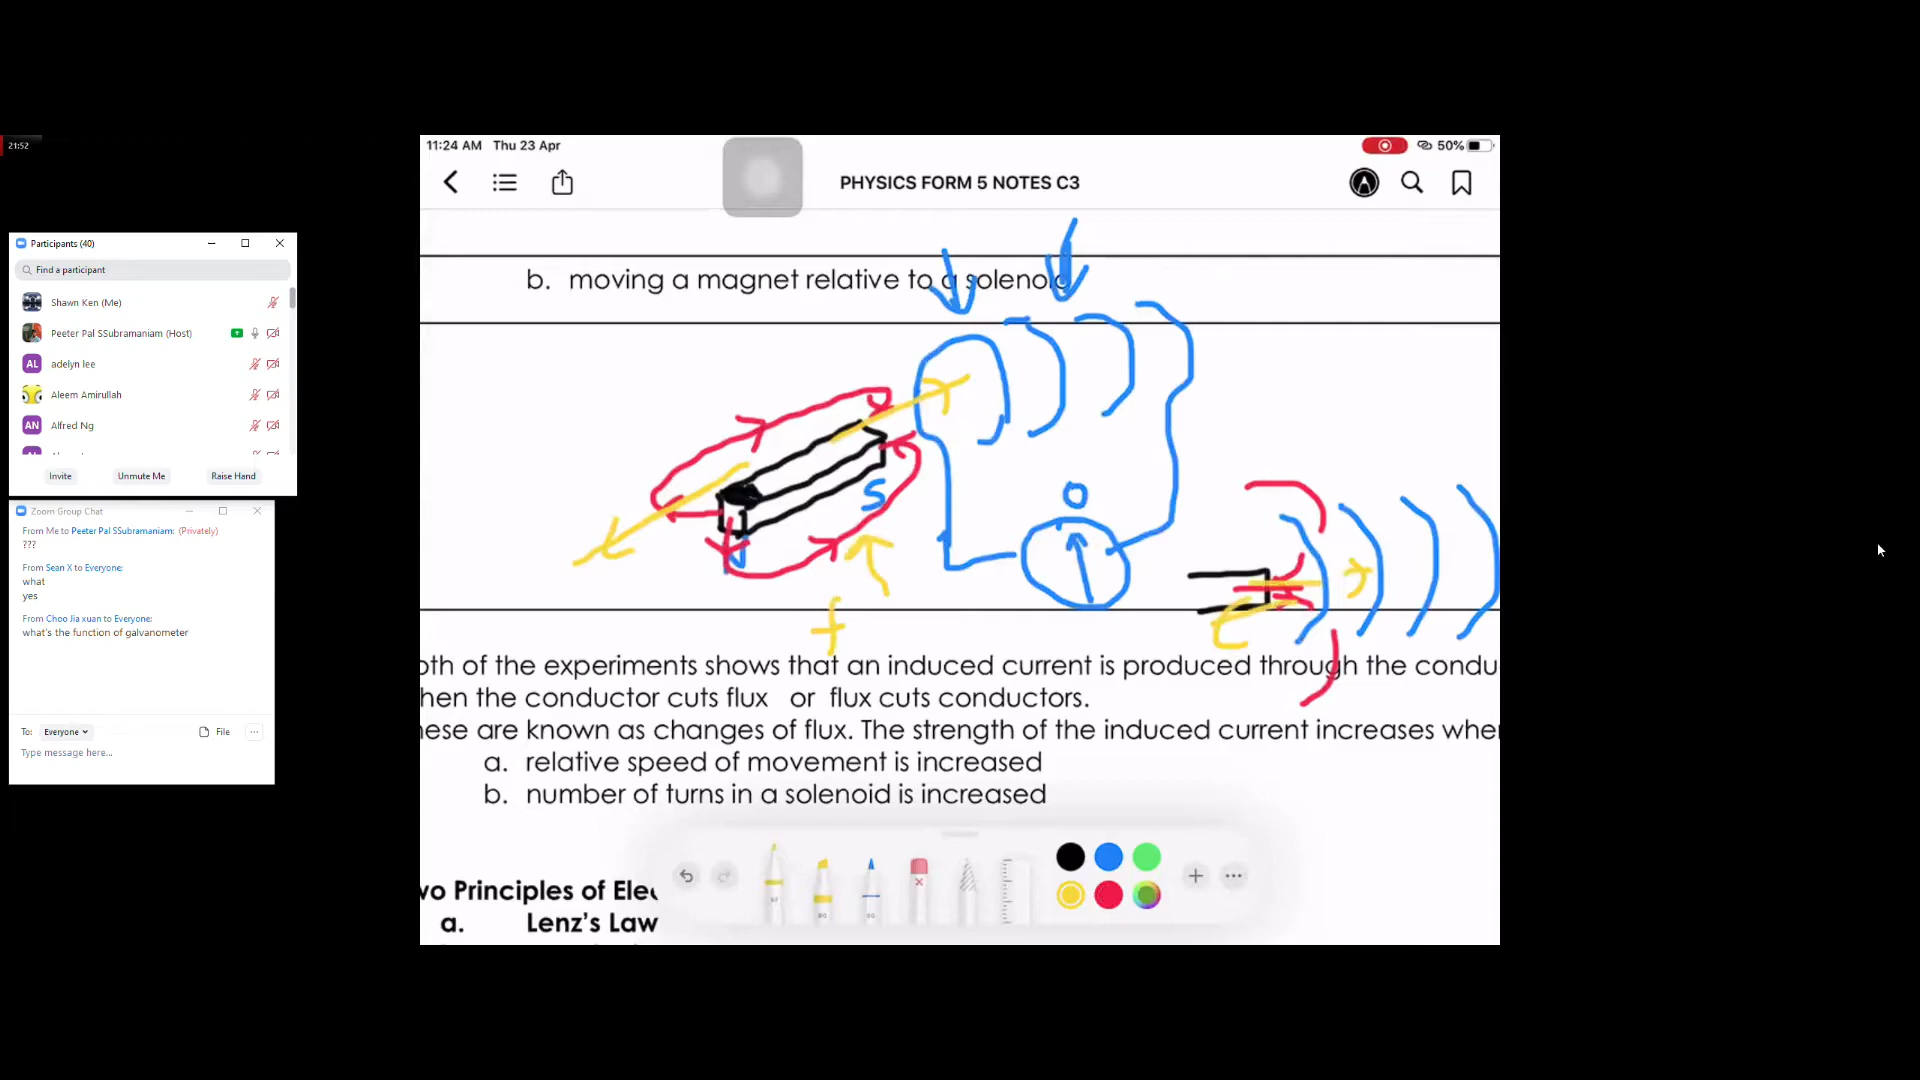 21:52
Participants (40)
Find a participant
Shawn Ken (Me)
Peeter Pal SSubramaniam (Host)
AL adelyn lee
Aleem Amirullah
AN Alfred Ng
Invite Unmute Me Raise Hand
Zoom Group Chat
From Me to Peeter Pal SSubramaniam: (Privately)
???
From Sean X to Everyone:
what
yes
From Choo Jia xuan to Everyone:
what's the function of galvanometer
To: Everyone File ...
Type message here...
11:24 AM Thu 23 Apr 50%
PHYSICS FORM 5 NOTES C3
b. moving a magnet relative to a solenoid
S
N
0
f
oth of the experiments shows that an induced current is produced through the condu
hen the conductor cuts flux or flux cuts conductors.
hese are known as changes of flux. The strength of the induced current increases whe
a. relative speed of movement is increased
b. number of turns in a solenoid is increased
wo Principles of Elec
a. Lenz's Law